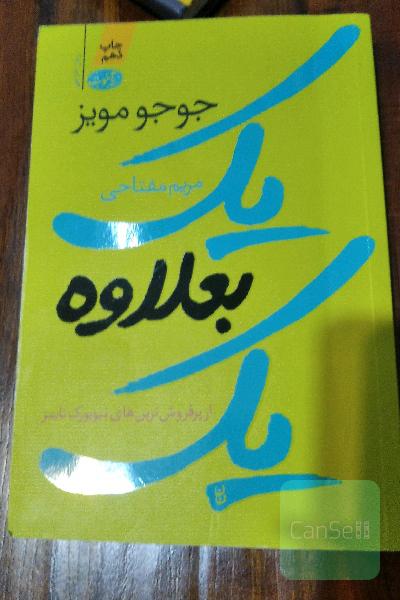 چاپ
دهم
جوجو مویز
یک
مریم مفتاحی
بعلاوه
یک
از پرفروش‌ترین‌های نیویورک تایمز
CanSell